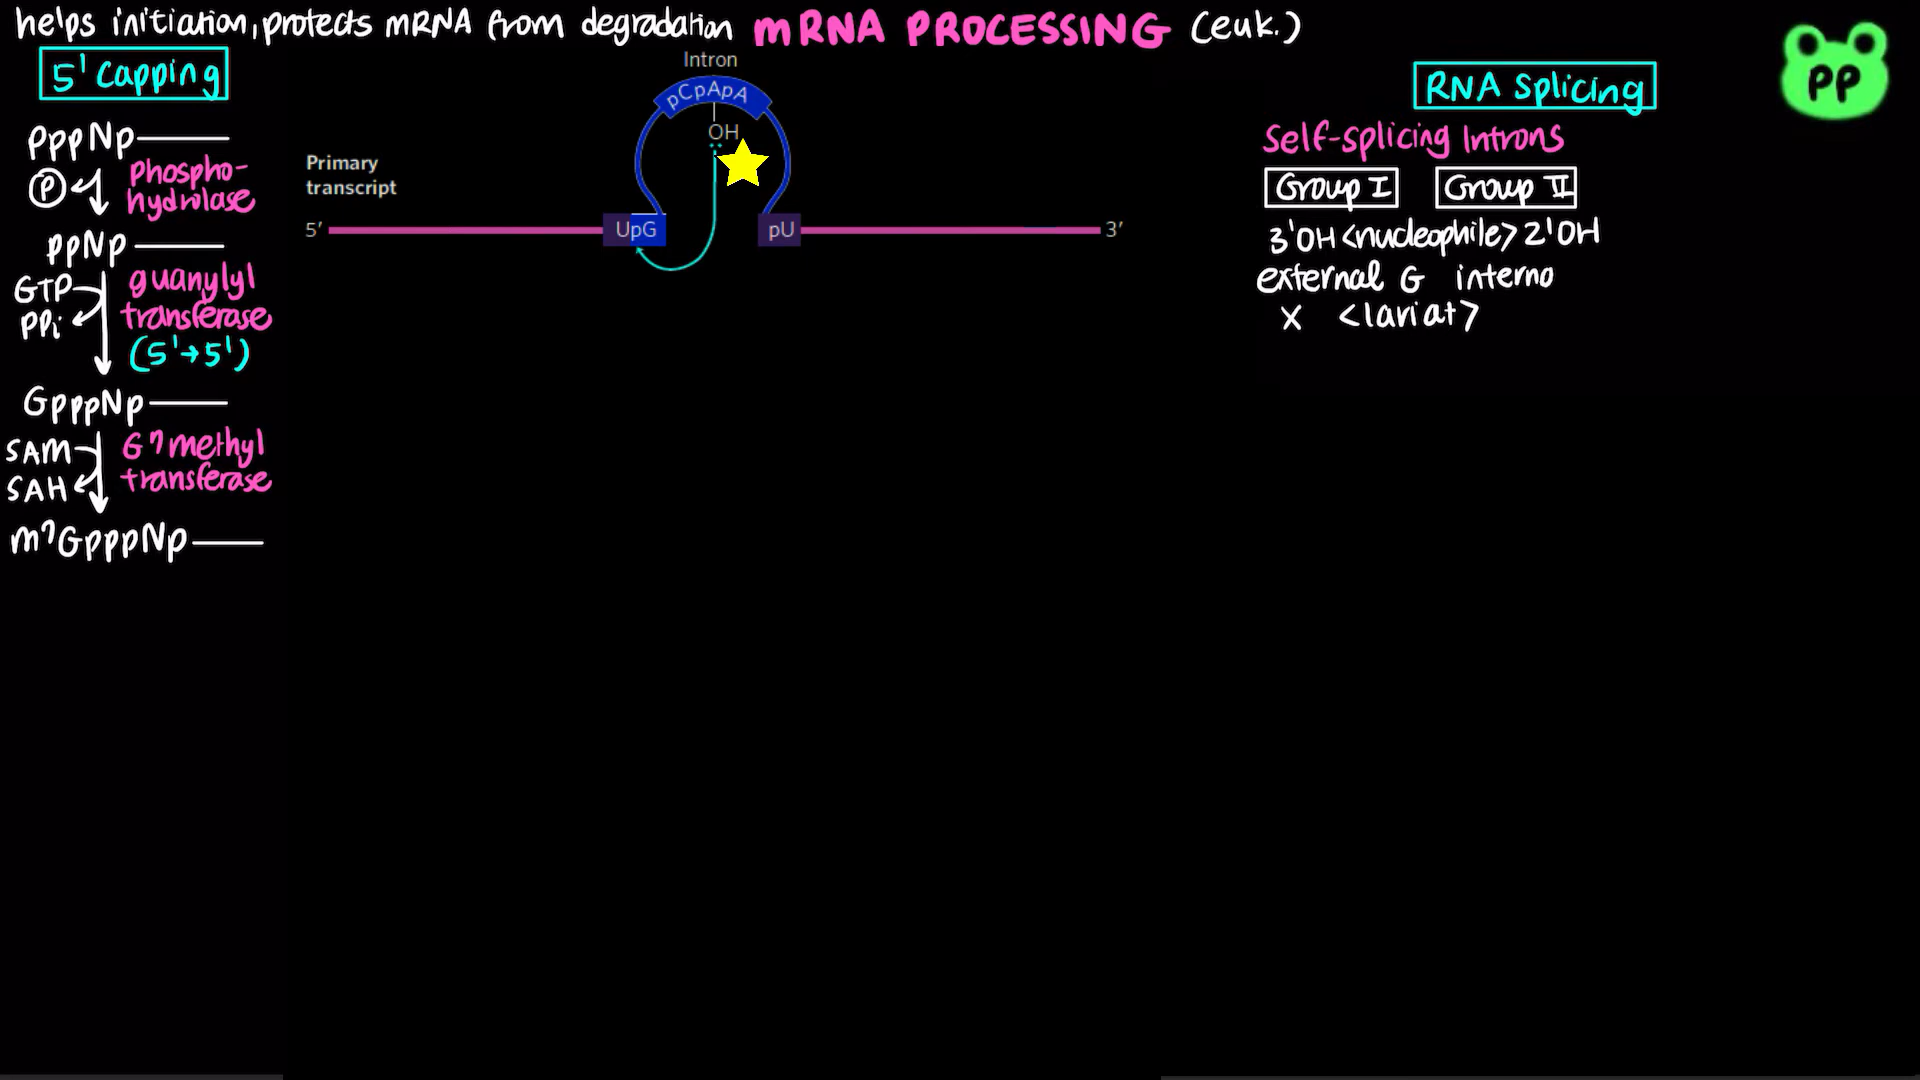 helps initiation, protects mRNA from degradation mRNA PROCESSING (euk.)
5' Capping
pppNp
P
Phospho-
hydrolase
ppNp
GTP
PPi
guanylyl
transferase
(5'→5')
GpppNp
SAM
SAH
G7 methyl
transferase
m⁷GpppNp
Intron
pCpApA
OH
Primary
transcript
5′
UpG
pU
3′
PP
RNA Splicing
Self-splicing Introns
Group I Group II
3'OH <nucleophile> 2'OH
external G interna
X <lariat>